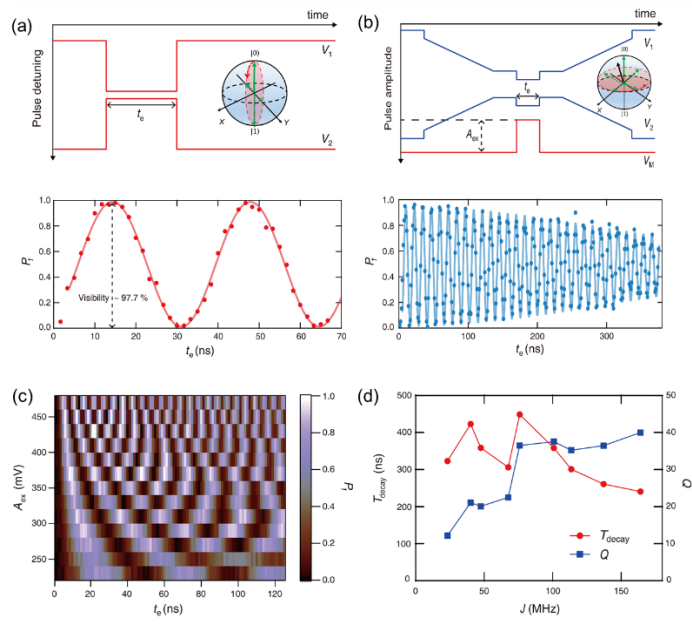 (a)
time
Pulse detuning
V1
|0⟩
X
Y
|1⟩
te
V2
1.0
0.8
0.6
0.4
0.2
0.0
P↑
Visibility ~ 97.7 %
0 10 20 30 40 50 60 70
te (ns)
(b)
time
Pulse amplitude
V1
|0⟩
X
Y
|1⟩
te
Aex
V2
VM
1.0
0.8
0.6
0.4
0.2
0.0
0 100 200 300
te (ns)
(c)
Aex (mV)
450
400
350
300
250
0 20 40 60 80 100 120
te (ns)
1.0
0.8
0.6
0.4
0.2
0.0
(d)
Tdecay (ns)
500
400
300
200
100
0
50
40
30
20
10
0
Q
Tdecay
Q
0 50 100 150
J (MHz)